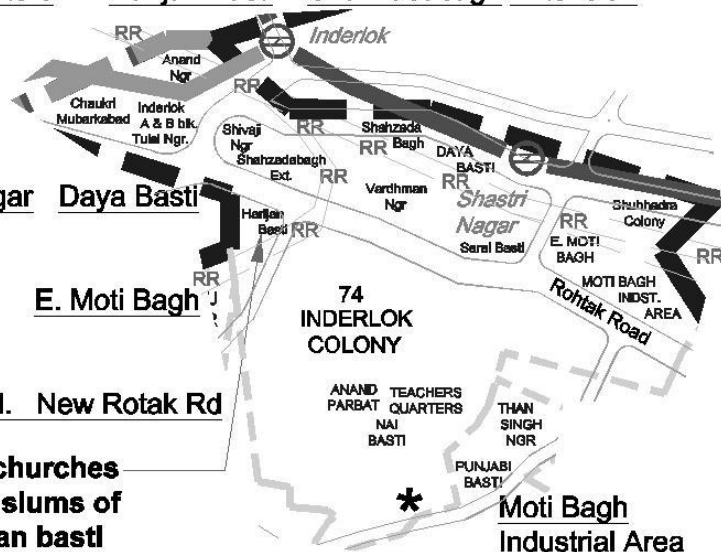 RR
Inderlok
Anand
Ngr
RR
Chaukri
Mubarkabad
Inderlok
A & B blk.
Tulsi Ngr.
Shivaji
Ngr
RR
Shahzada
Bagh
RR
Shahzadabagh
Ext.
RR
DAYA
BASTI
RR
Vardhman
Ngr
Shastri
Nagar
gar Daya Basti
Harijan
Basti
RR
Sarai Basti
RR
E. MOTI
BAGH
Shubhadra
Colony
RR
RR
MOTI BAGH
INDST.
AREA
Rohtak Road
E. Moti Bagh
74
INDERLOK
COLONY
New Rotak Rd
ANAND
PARBAT
TEACHERS
QUARTERS
NAI
BASTI
THAN
SINGH
NGR
PUNJABI
BASTI
churches
slums of
an basti
*
Moti Bagh
Industrial Area